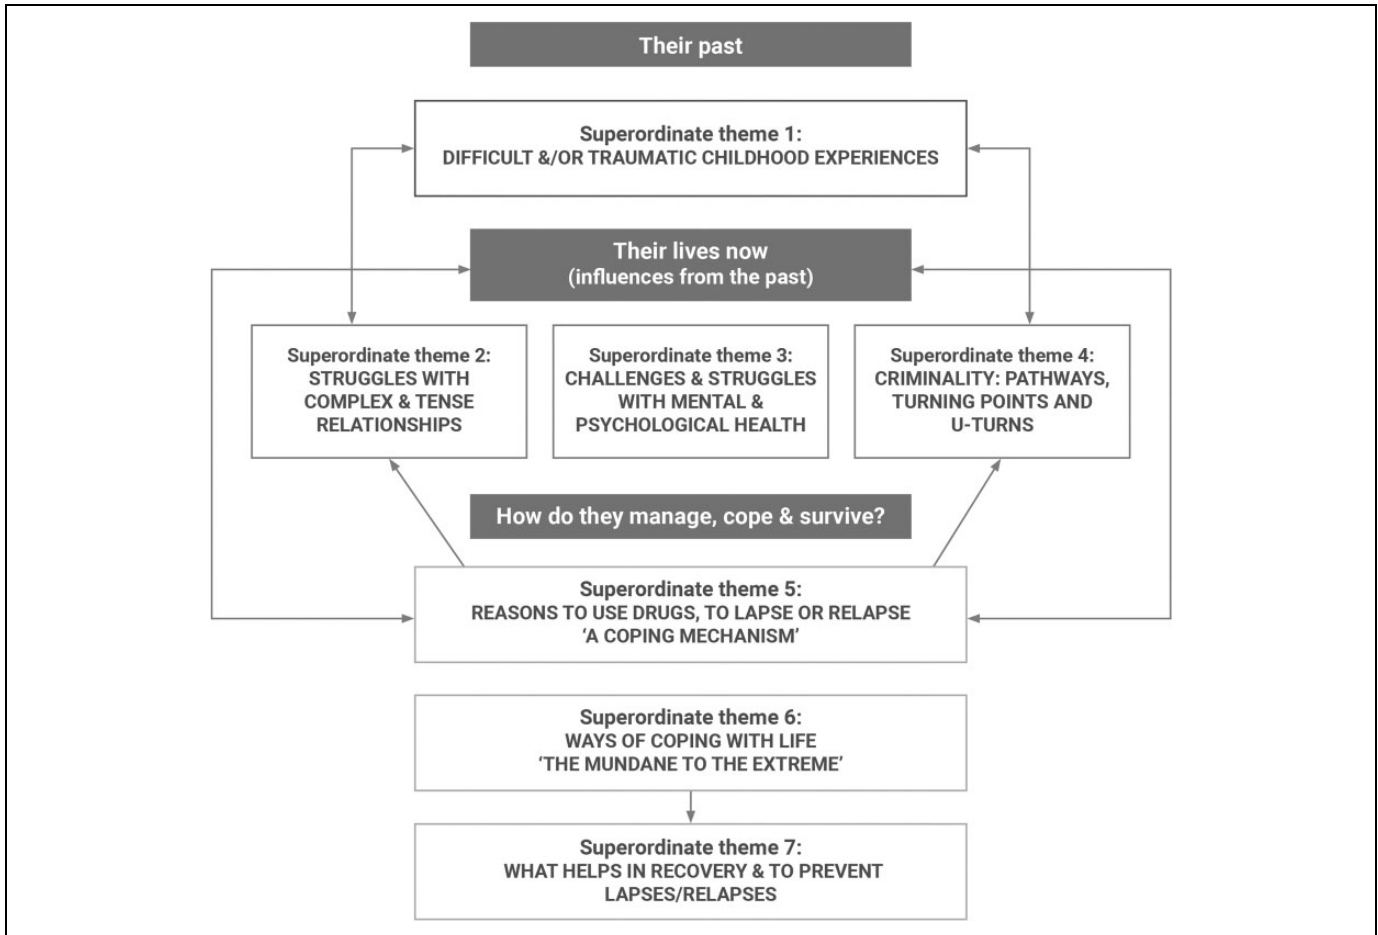 Their past
Superordinate theme 1:
DIFFICULT &/OR TRAUMATIC CHILDHOOD EXPERIENCES
Their lives now
(influences from the past)
Superordinate theme 2:
STRUGGLES WITH
COMPLEX & TENSE
RELATIONSHIPS
Superordinate theme 3:
CHALLENGES & STRUGGLES
WITH MENTAL &
PSYCHOLOGICAL HEALTH
Superordinate theme 4:
CRIMINALITY: PATHWAYS,
TURNING POINTS AND
U-TURNS
How do they manage, cope & survive?
Superordinate theme 5:
REASONS TO USE DRUGS, TO LAPSE OR RELAPSE
‘A COPING MECHANISM’
Superordinate theme 6:
WAYS OF COPING WITH LIFE
‘THE MUNDANE TO THE EXTREME’
Superordinate theme 7:
WHAT HELPS IN RECOVERY & TO PREVENT
LAPSES/RELAPSES